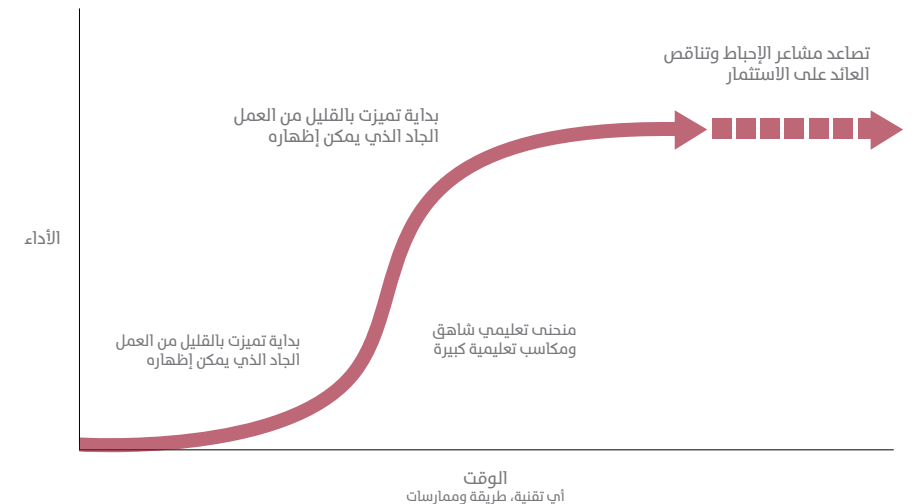 تصاعد مشاعر الإحباط وتناقص
العائد على الاستثمار
بداية تميزت بالقليل من العمل
الجاد الذي يمكن إظهاره
الأداء
منحنى تعليمي شاهق
ومكاسب تعليمية كبيرة
بداية تميزت بالقليل من العمل
الجاد الذي يمكن إظهاره
الوقت
أي تقنية، طريقة وممارسات